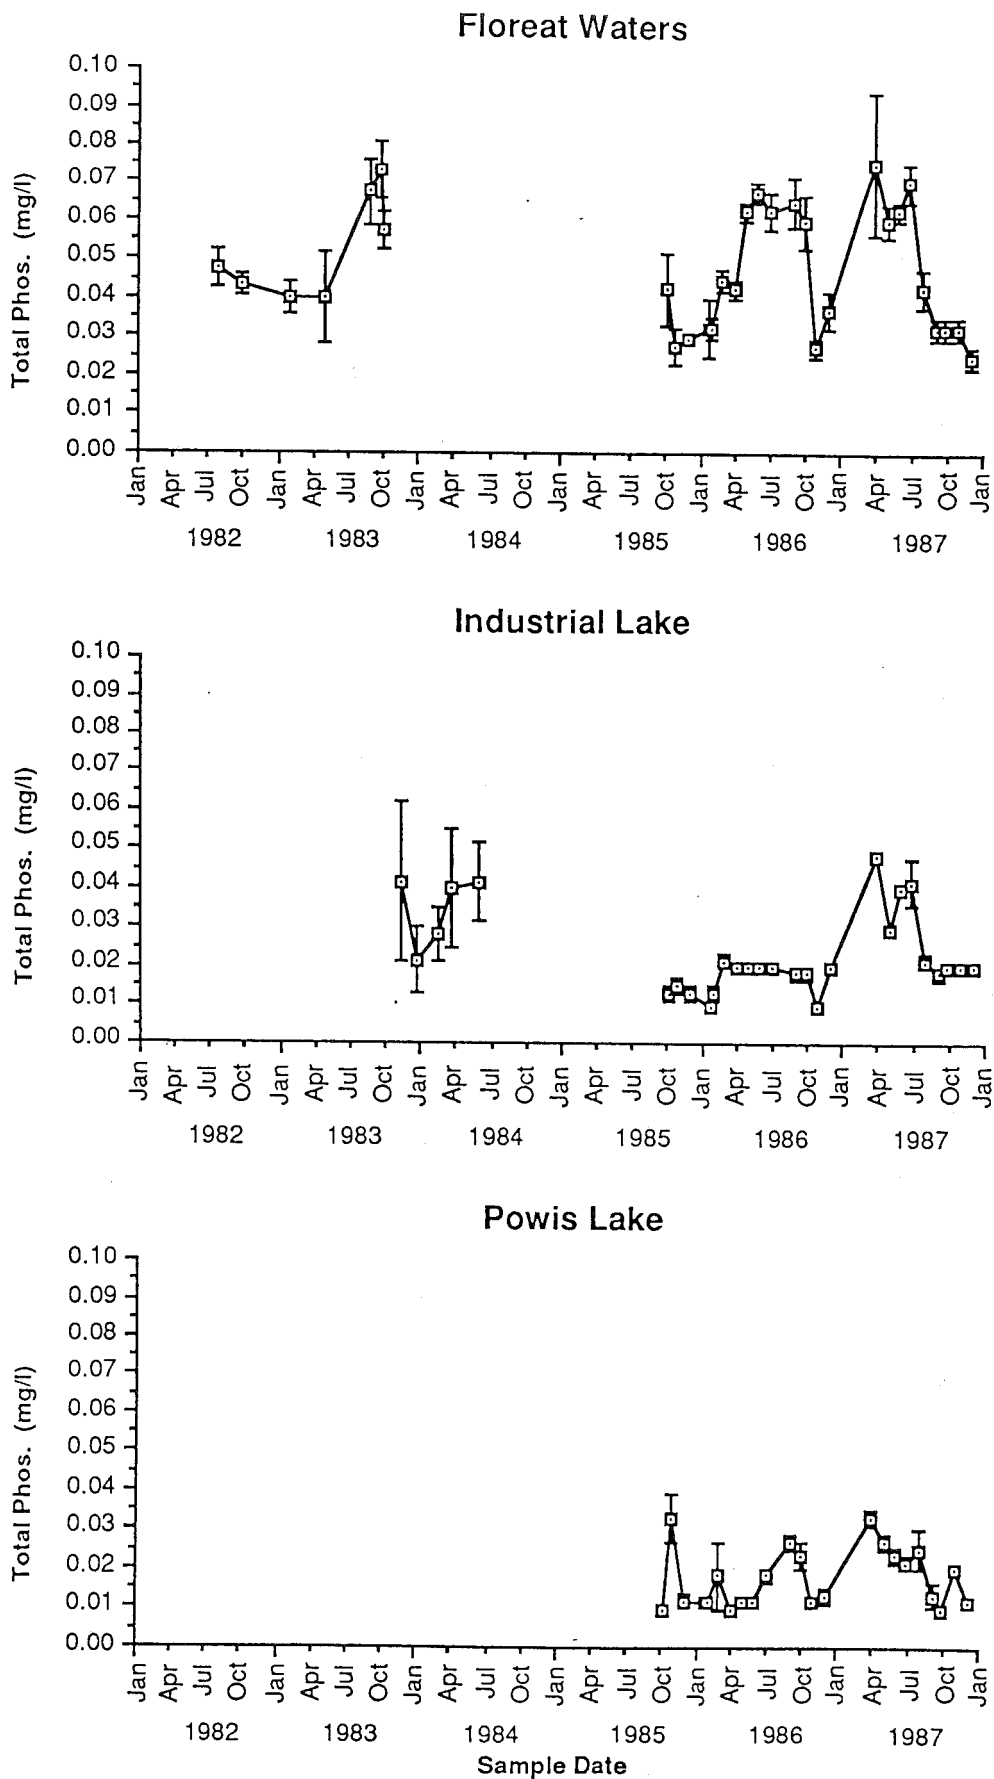 Floreat Waters
0.10
0.09
0.08
0.07
0.06
0.05
0.04
0.03
0.02
0.01
0.00
Total Phos. (mg/l)
Jan Apr Jul Oct Jan Apr Jul Oct Jan Apr Jul Oct Jan Apr Jul Oct Jan Apr Jul Oct Jan Apr Jul Oct Jan
1982 1983 1984 1985 1986 1987
Industrial Lake
0.10
0.09
0.08
0.07
0.06
0.05
0.04
0.03
0.02
0.01
0.00
Total Phos. (mg/l)
Jan Apr Jul Oct Jan Apr Jul Oct Jan Apr Jul Oct Jan Apr Jul Oct Jan Apr Jul Oct Jan Apr Jul Oct Jan
1982 1983 1984 1985 1986 1987
Powis Lake
0.10
0.09
0.08
0.07
0.06
0.05
0.04
0.03
0.02
0.01
0.00
Total Phos. (mg/l)
Jan Apr Jul Oct Jan Apr Jul Oct Jan Apr Jul Oct Jan Apr Jul Oct Jan Apr Jul Oct Jan Apr Jul Oct Jan
1982 1983 1984 1985 1986 1987
Sample Date